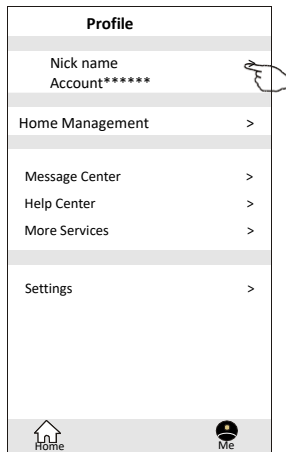 Profile
Nick name
Account******
Home Management >
Message Center >
Help Center >
More Services >
Settings >
Home Me